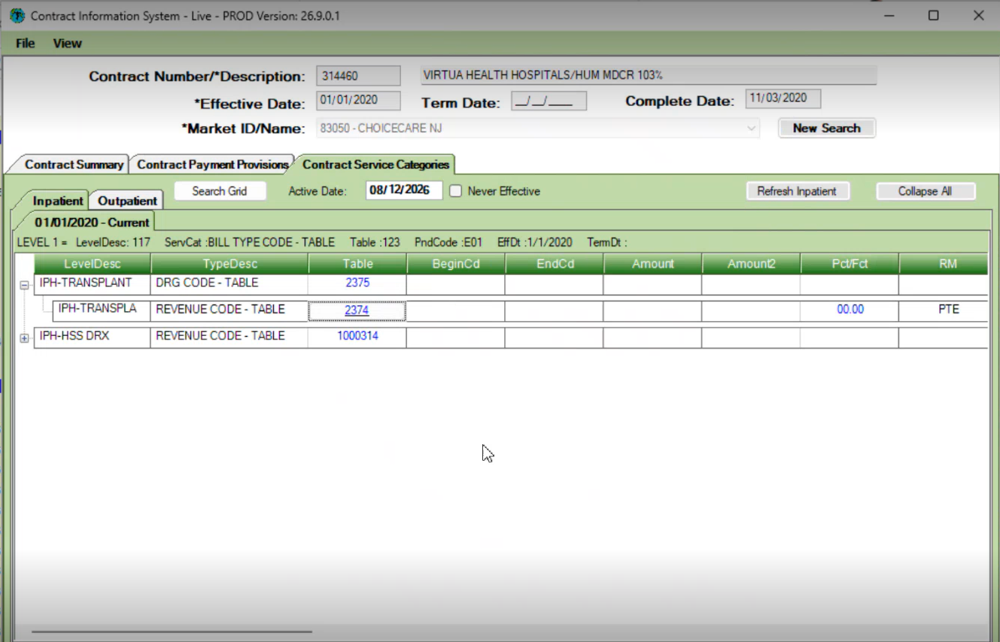 Contract Information System - Live - PROD Version: 26.9.0.1
File View
Contract Number/*Description: 314460 VIRTUA HEALTH HOSPITALS/HUM MDCR 103%
*Effective Date: 01/01/2020 Term Date: _/_/___ Complete Date: 11/03/2020
*Market ID/Name: 83050 - CHOICECARE NJ New Search
Contract Summary Contract Payment Provisions Contract Service Categories
Inpatient Outpatient Search Grid Active Date: 08/12/2026 Never Effective Refresh Inpatient Collapse All
01/01/2020 - Current
LEVEL 1 = LevelDesc: 117 ServCat :BILL TYPE CODE - TABLE Table :123 PndCode :E01 EffDt :1/1/2020 TermDt :
LevelDesc TypeDesc Table BeginCd EndCd Amount Amount2 Pct/Fct RM
IPH-TRANSPLANT DRG CODE - TABLE 2375
IPH-TRANSPLA REVENUE CODE - TABLE 2374 00.00 PTE
IPH-HSS DRX REVENUE CODE - TABLE 1000314